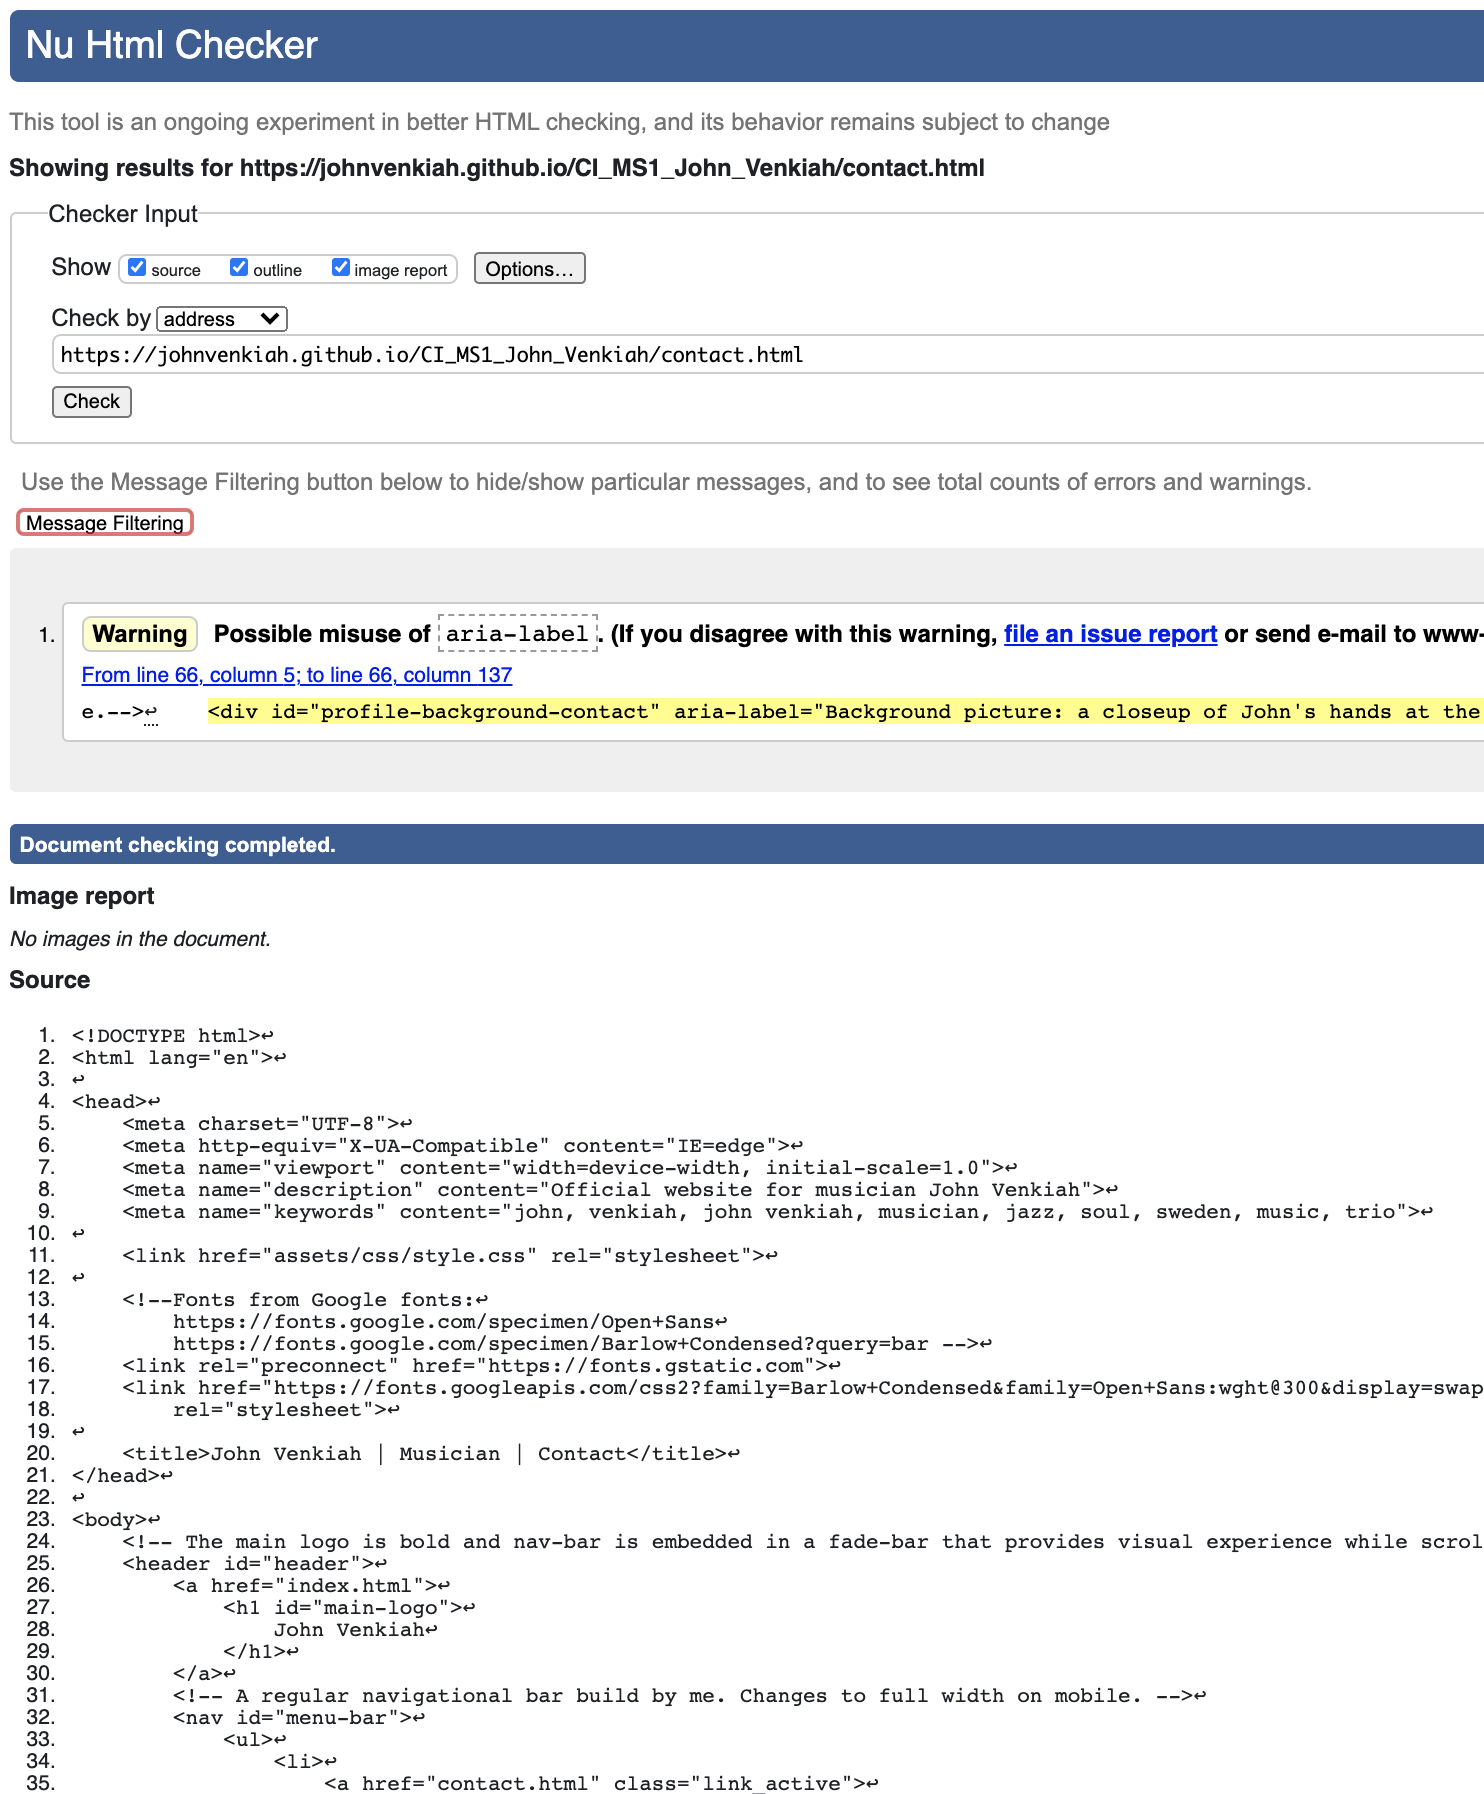 Nu Html Checker
This tool is an ongoing experiment in better HTML checking, and its behavior remains subject to change
Showing results for https://johnvenkiah.github.io/CI_MS1_John_Venkiah/contact.html
Checker Input
Show source outline image report Options...
Check by address
https://johnvenkiah.github.io/CI_MS1_John_Venkiah/contact.html
Check
Use the Message Filtering button below to hide/show particular messages, and to see total counts of errors and warnings.
Message Filtering
1. Warning Possible misuse of aria-label. (If you disagree with this warning, file an issue report or send e-mail to www-
From line 66, column 5; to line 66, column 137
e.-->↩    <div id="profile-background-contact" aria-label="Background picture: a closeup of John's hands at the
Document checking completed.
Image report
No images in the document.
Source
1. <!DOCTYPE html>↩
2. <html lang="en">↩
3. ↩
4. <head>↩
5.     <meta charset="UTF-8">↩
6.     <meta http-equiv="X-UA-Compatible" content="IE=edge">↩
7.     <meta name="viewport" content="width=device-width, initial-scale=1.0">↩
8.     <meta name="description" content="Official website for musician John Venkiah">↩
9.     <meta name="keywords" content="john, venkiah, john venkiah, musician, jazz, soul, sweden, music, trio">↩
10. ↩
11.     <link href="assets/css/style.css" rel="stylesheet">↩
12. ↩
13.     <!--Fonts from Google fonts:↩
14.         https://fonts.google.com/specimen/Open+Sans↩
15.         https://fonts.google.com/specimen/Barlow+Condensed?query=bar -->↩
16.     <link rel="preconnect" href="https://fonts.gstatic.com">↩
17.     <link href="https://fonts.googleapis.com/css2?family=Barlow+Condensed&family=Open+Sans:wght@300&display=swap
18.         rel="stylesheet">↩
19. ↩
20.     <title>John Venkiah | Musician | Contact</title>↩
21. </head>↩
22. ↩
23. <body>↩
24.     <!-- The main logo is bold and nav-bar is embedded in a fade-bar that provides visual experience while scrol
25.     <header id="header">↩
26.         <a href="index.html">↩
27.             <h1 id="main-logo">↩
28.                 John Venkiah↩
29.             </h1>↩
30.         </a>↩
31.         <!-- A regular navigational bar build by me. Changes to full width on mobile. -->↩
32.         <nav id="menu-bar">↩
33.             <ul>↩
34.                 <li>↩
35.                     <a href="contact.html" class="link_active">↩